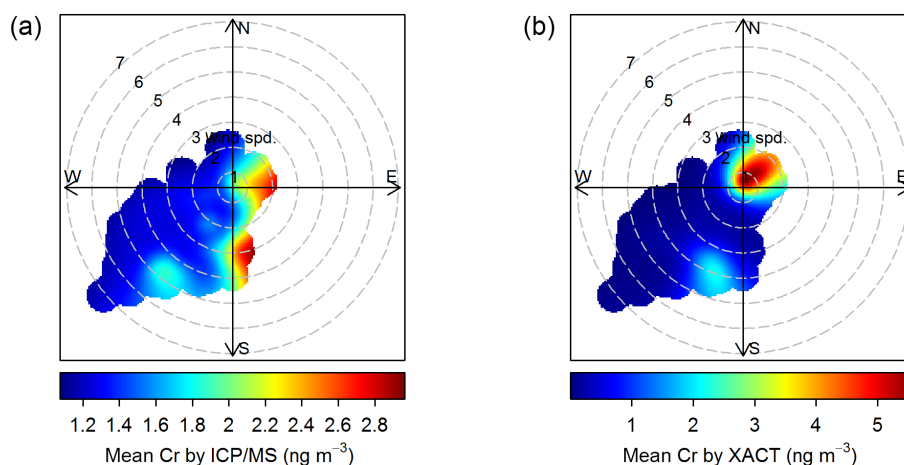 (a)
N
7
6
5
4
3 Wind spd.
2
1
W
E
S
1.2 1.4 1.6 1.8 2 2.2 2.4 2.6 2.8
Mean Cr by ICP/MS (ng m⁻³)
(b)
N
7
6
5
4
3 Wind spd.
2
1
W
E
S
1 2 3 4 5
Mean Cr by XACT (ng m⁻³)